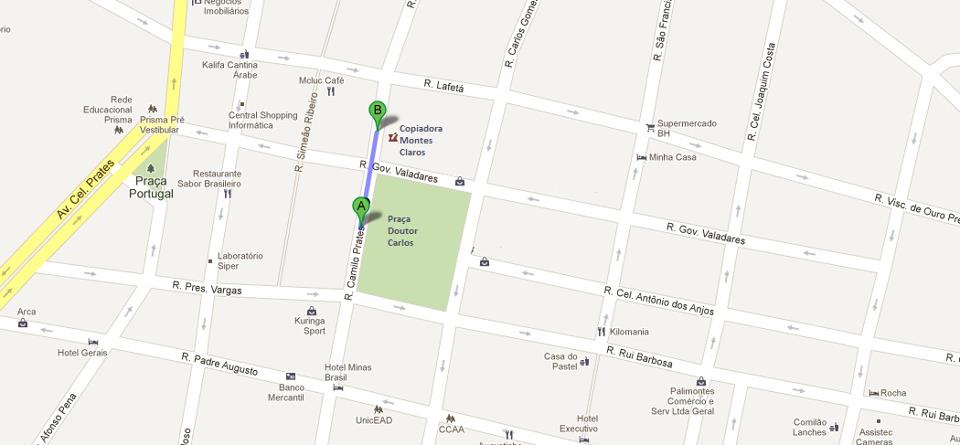 Negócios
Imobiliários
R. Carlos Gomes
R. São Franci
R. Cel. Joaquim Costa
Kalifa Cantina
Árabe
Mcluc Café
R. Lafetá
Rede
Educacional
Prisma
Prisma Pré
Vestibular
Central Shopping
Informática
R. Simeão Ribeiro
B
Copiadora
Montes
Claros
Supermercado
BH
Minha Casa
Av. Cel. Prates
Praça
Portugal
Restaurante
Sabor Brasileiro
R. Gov. Valadares
R. Visc. de Ouro Pre
A
Praça
Doutor
Carlos
R. Camilo Prates
R. Gov. Valadares
Laboratório
Siper
R. Pres. Vargas
R. Cel. Antônio dos Anjos
Arca
Kuringa
Sport
Kilomania
Hotel Gerais
R. Padre Augusto
Hotel Minas
Brasil
Casa do
Pastel
R. Rui Barbosa
Banco
Mercantil
Palimontes
Comércio e
Serv Ltda Geral
Rocha
R. Rui Barb
Afonso Pena
UnicEAD
CCAA
Hotel
Executivo
Comilão
Lanches
Assistec
Cameras